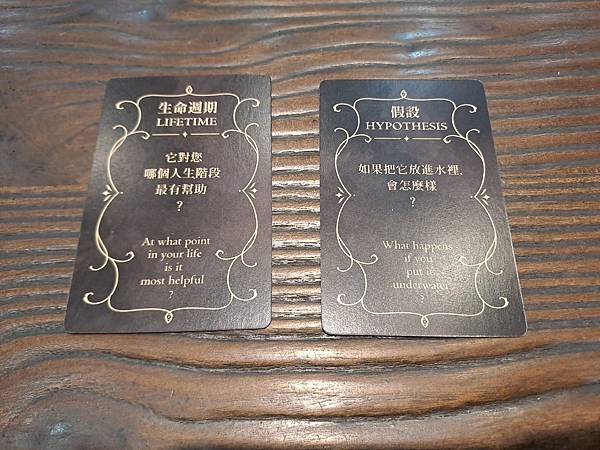 生命週期
LIFETIME
它對您
哪個人生階段
最有幫助
?
At what point
in your life
is it
most helpful
?
假設
HYPOTHESIS
如果把它放進水裡,
會怎麼樣
?
What happens
if you
put it
underwater
?